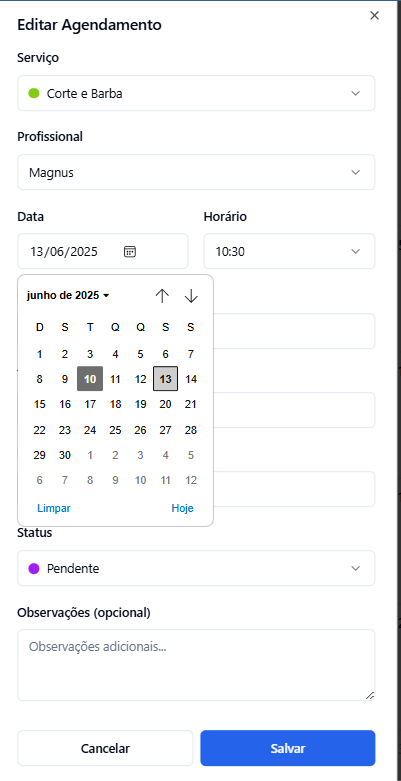 Editar Agendamento
Serviço
Corte e Barba
Profissional
Magnus
Data Horário
13/06/2025 10:30
junho de 2025
D S T Q Q S S
1 2 3 4 5 6 7
8 9 10 11 12 13 14
15 16 17 18 19 20 21
22 23 24 25 26 27 28
29 30 1 2 3 4 5
6 7 8 9 10 11 12
Limpar Hoje
Status
Pendente
Observações (opcional)
Observações adicionais...
Cancelar Salvar